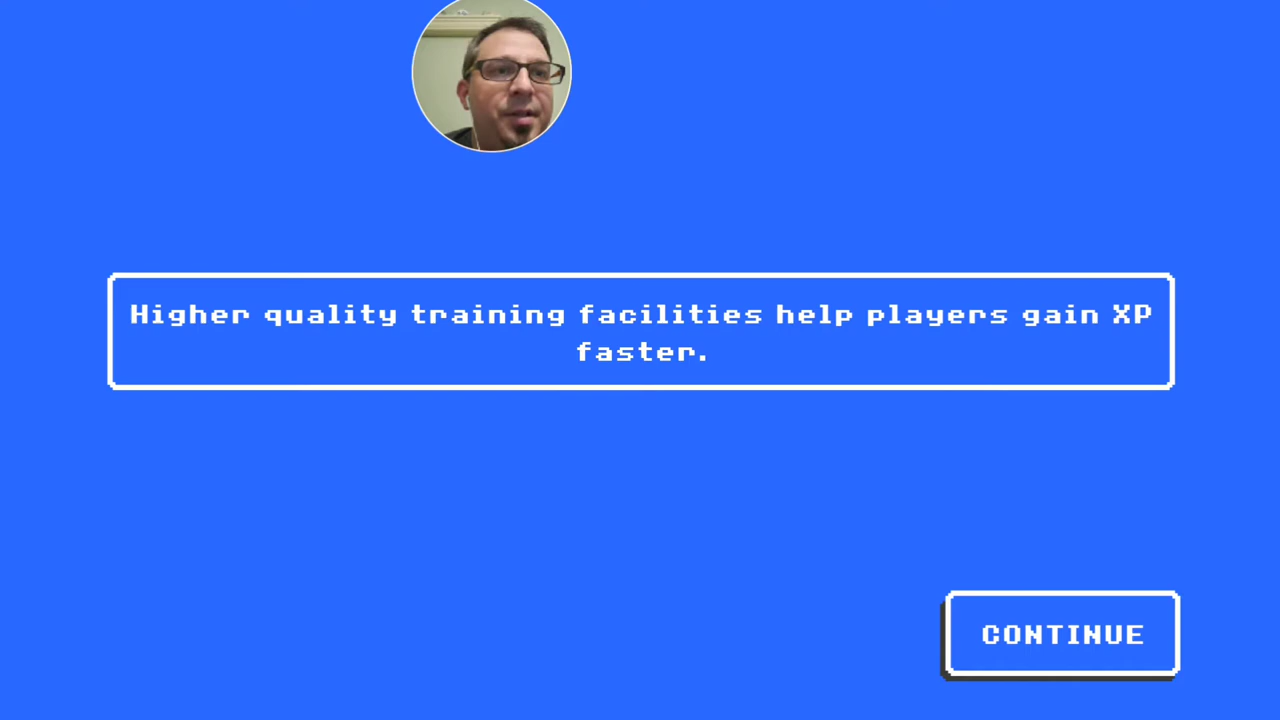 Higher quality training facilities help players gain XP
faster.
CONTINUE